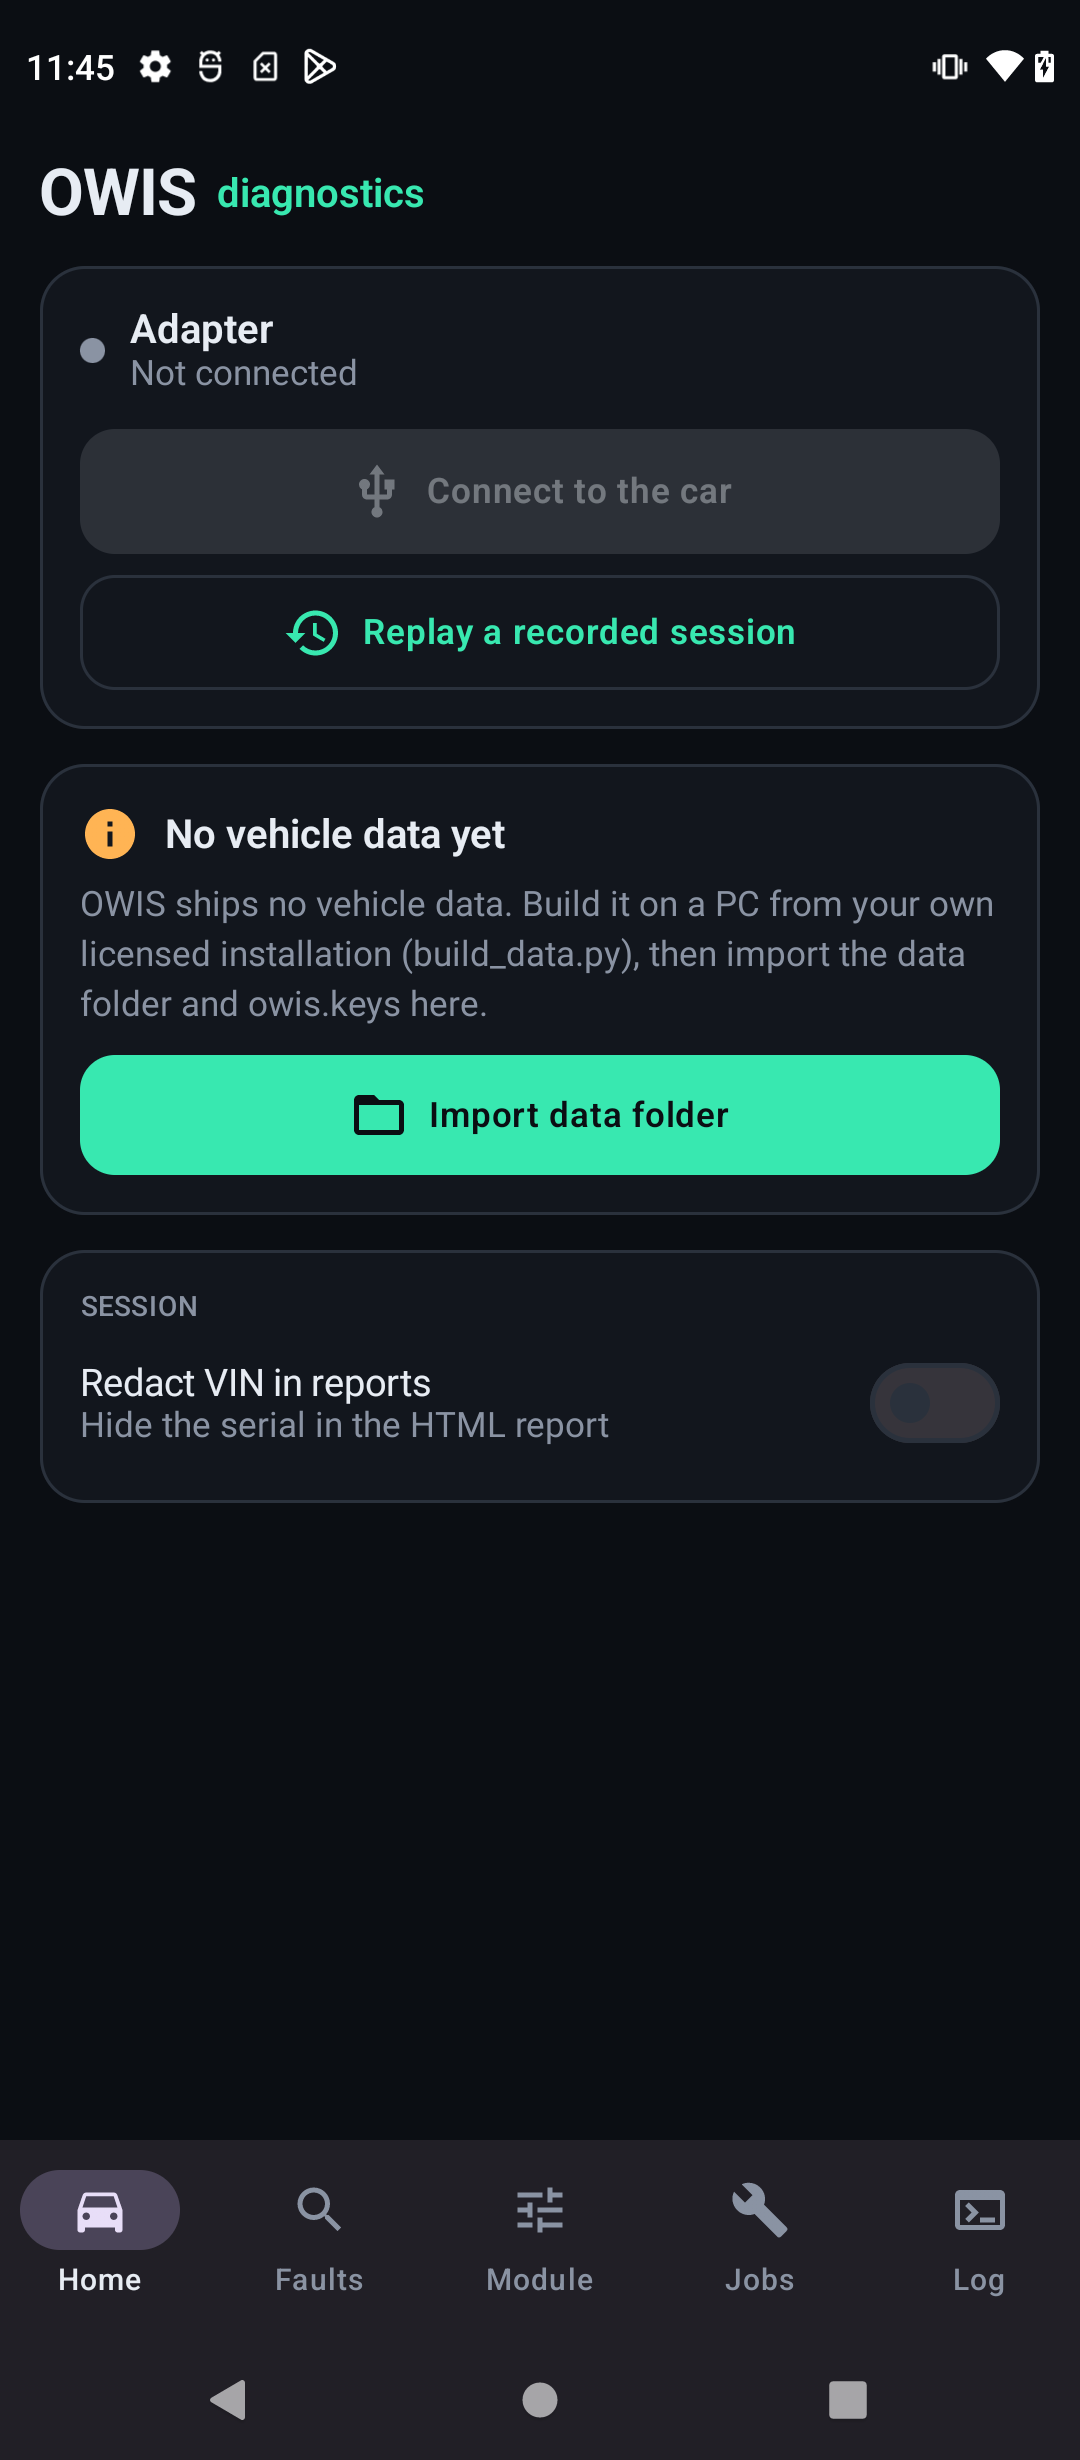 11:45
OWIS diagnostics
Adapter
Not connected
Connect to the car
Replay a recorded session
No vehicle data yet
OWIS ships no vehicle data. Build it on a PC from your own
licensed installation (build_data.py), then import the data
folder and owis.keys here.
Import data folder
SESSION
Redact VIN in reports
Hide the serial in the HTML report
Home Faults Module Jobs Log